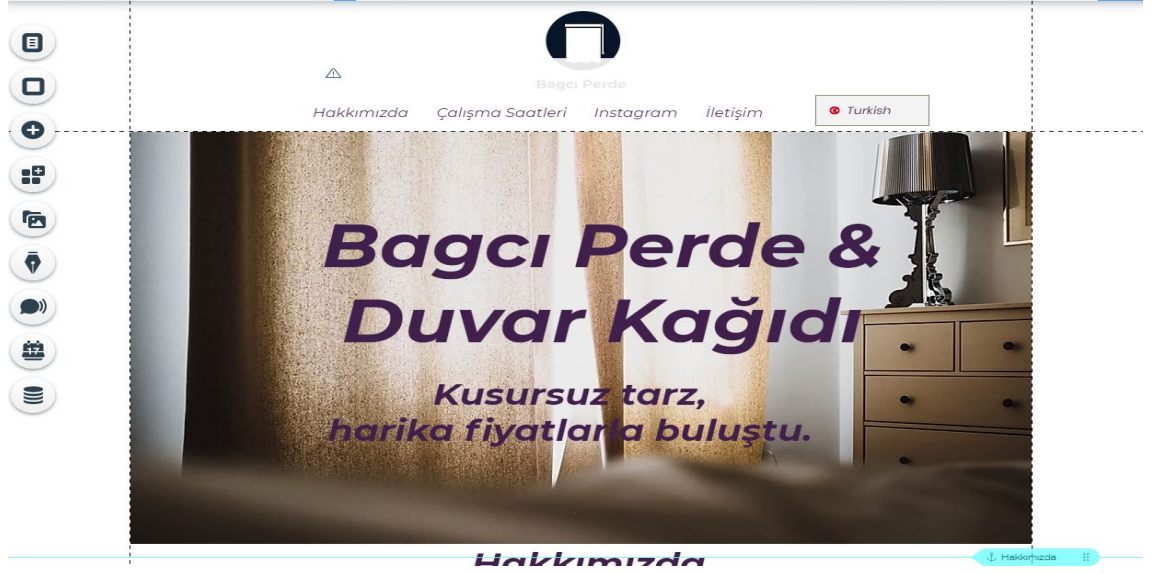 Bagcı Perde
Hakkımızda Çalışma Saatleri Instagram İletişim Turkish
Bagcı Perde &
Duvar Kağıdı
Kusursuz tarz,
harika fiyatlarla buluştu.
17
Hakkımızda
Hakkımızda